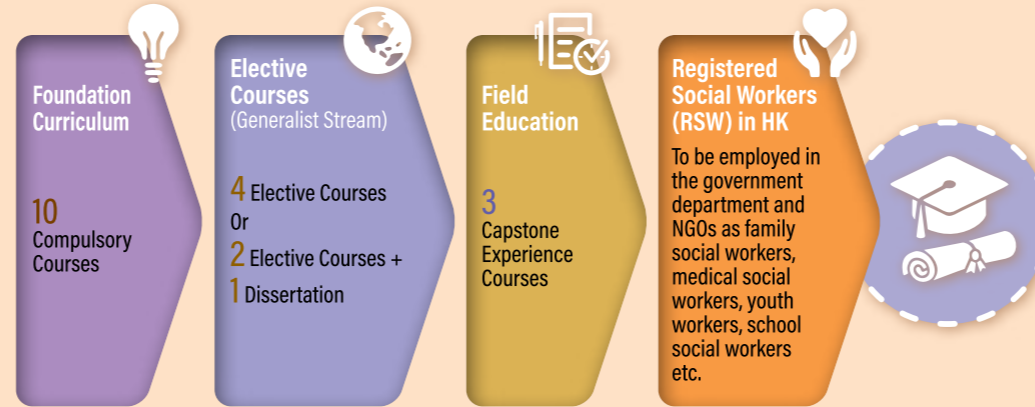 Foundation
Curriculum
10
Compulsory
Courses
Elective
Courses
(Generalist Stream)
4 Elective Courses
Or
2 Elective Courses +
1 Dissertation
Field
Education
3
Capstone
Experience
Courses
Registered
Social Workers
(RSW) in HK
To be employed in
the government
department and
NGOs as family
social workers,
medical social
workers, youth
workers, school
social workers
etc.